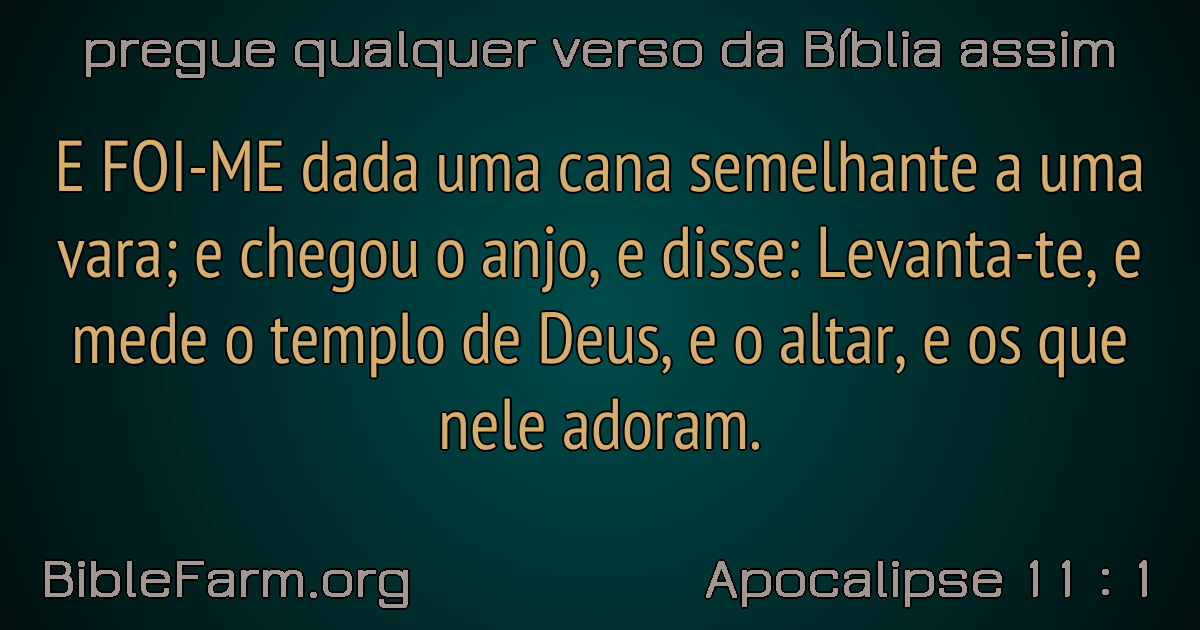 pregue qualquer verso da Bíblia assim
E FOI-ME dada uma cana semelhante a uma
vara; e chegou o anjo, e disse: Levanta-te, e
mede o templo de Deus, e o altar, e os que
nele adoram.
BibleFarm.org
Apocalipse 11 : 1